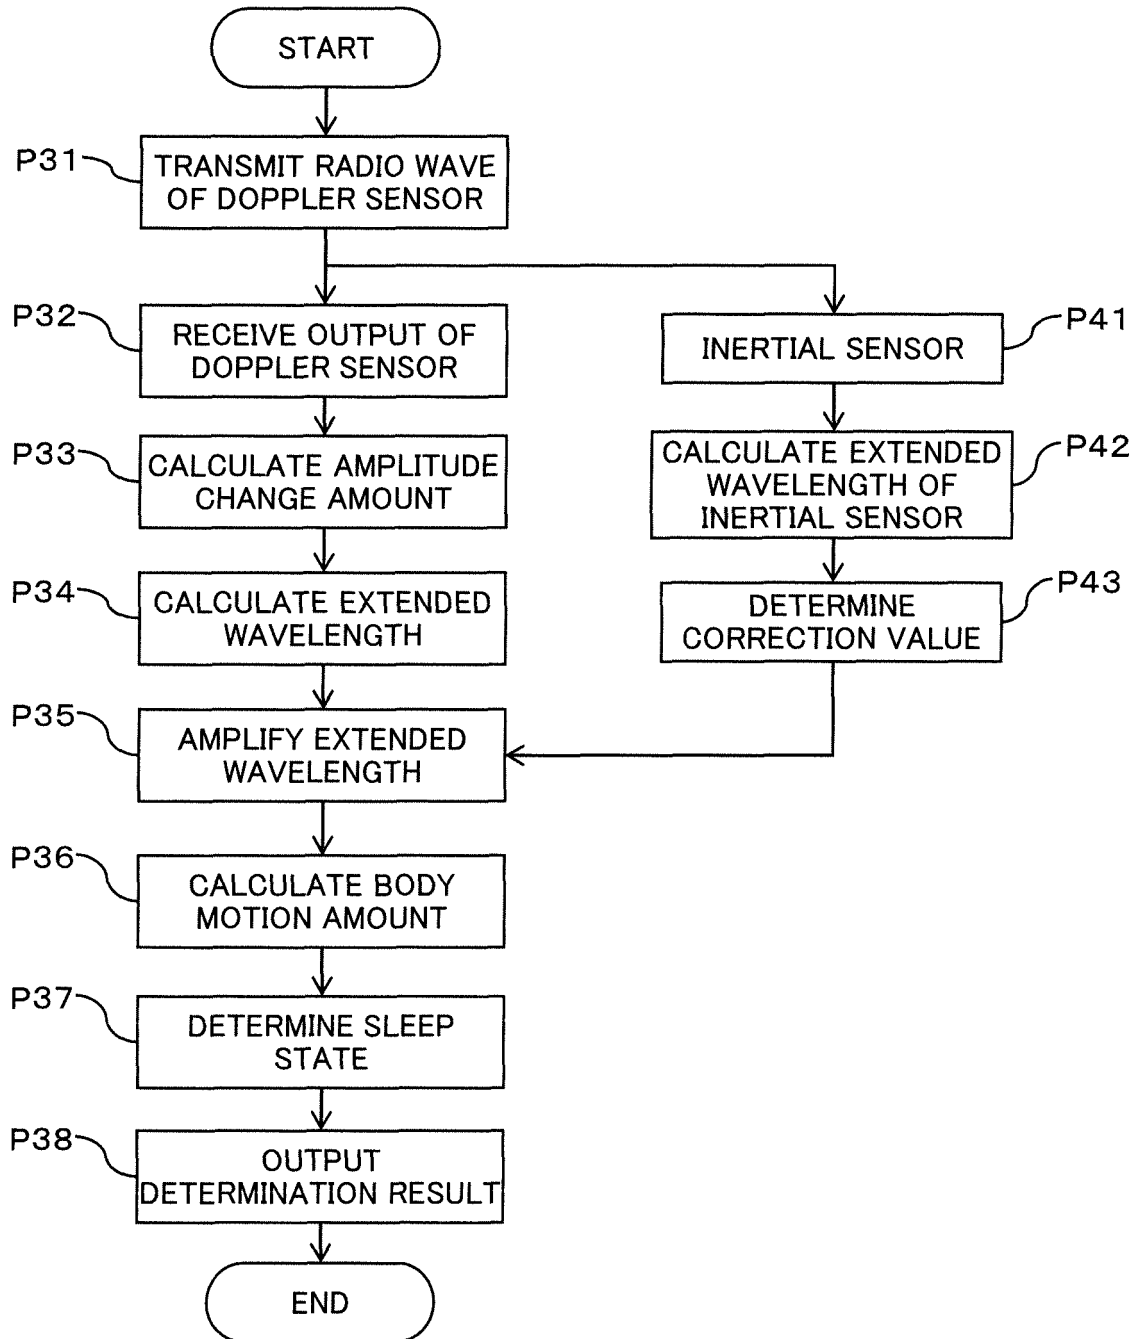 START
P31
TRANSMIT RADIO WAVE
OF DOPPLER SENSOR
P32
RECEIVE OUTPUT OF
DOPPLER SENSOR
P33
CALCULATE AMPLITUDE
CHANGE AMOUNT
P34
CALCULATE EXTENDED
WAVELENGTH
P35
AMPLIFY EXTENDED
WAVELENGTH
P36
CALCULATE BODY
MOTION AMOUNT
P37
DETERMINE SLEEP
STATE
P38
OUTPUT
DETERMINATION RESULT
END
P41
INERTIAL SENSOR
P42
CALCULATE EXTENDED
WAVELENGTH OF
INERTIAL SENSOR
P43
DETERMINE
CORRECTION VALUE